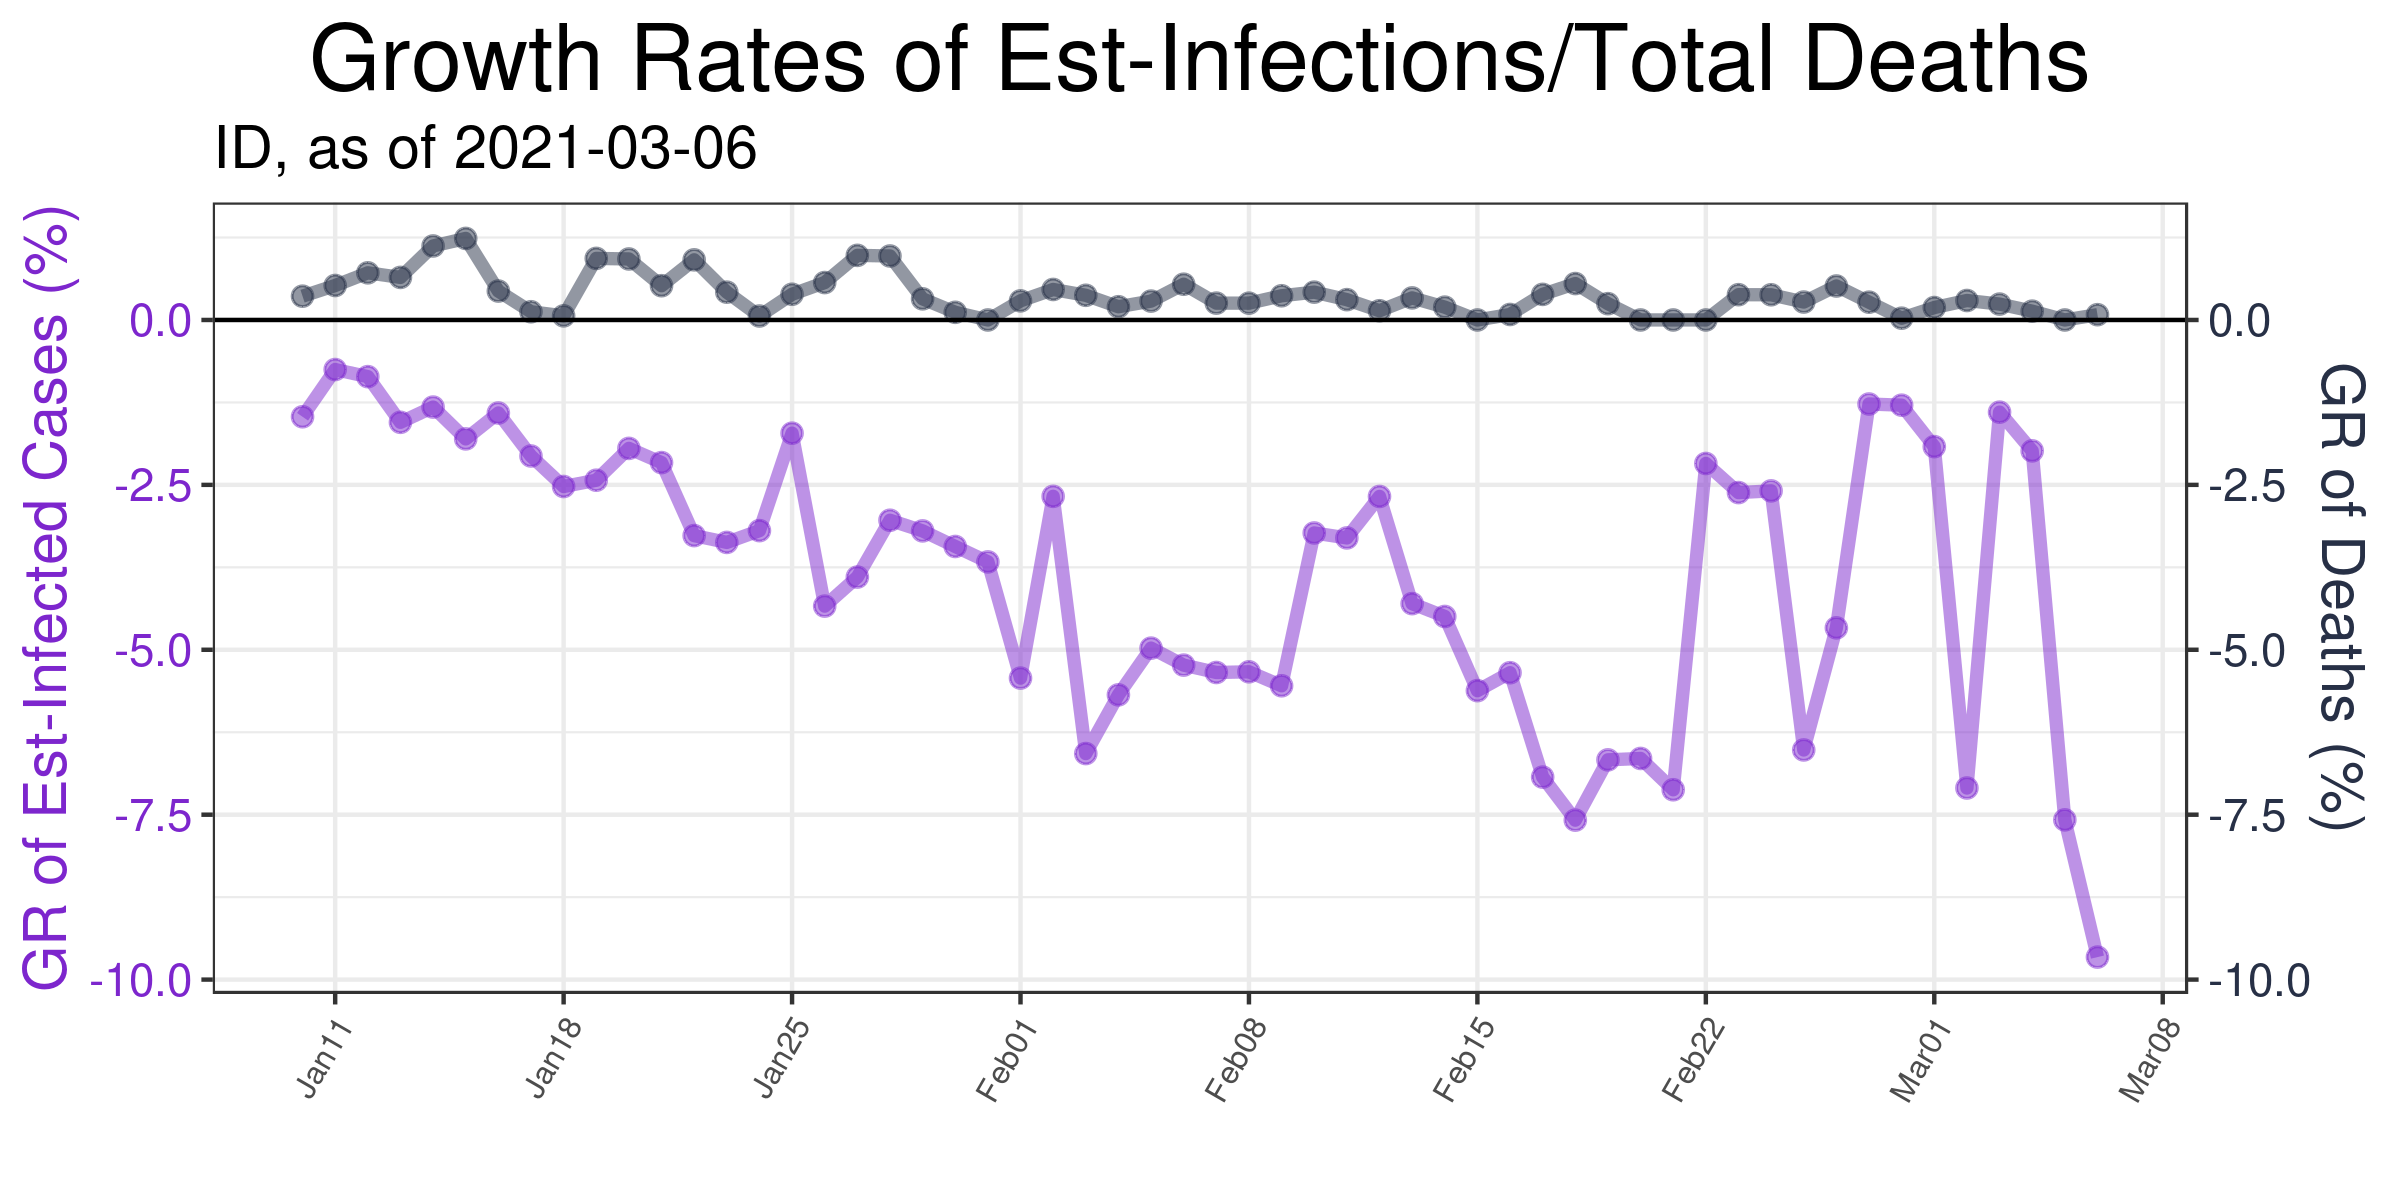 Growth Rates of Est-Infections/Total Deaths
ID, as of 2021-03-06
GR of Est-Infected Cases (%)
0.0
-2.5
-5.0
-7.5
-10.0
0.0
-2.5
-5.0
-7.5
-10.0
GR of Deaths (%)
Jan11
Jan18
Jan25
Feb01
Feb08
Feb15
Feb22
Mar01
Mar08